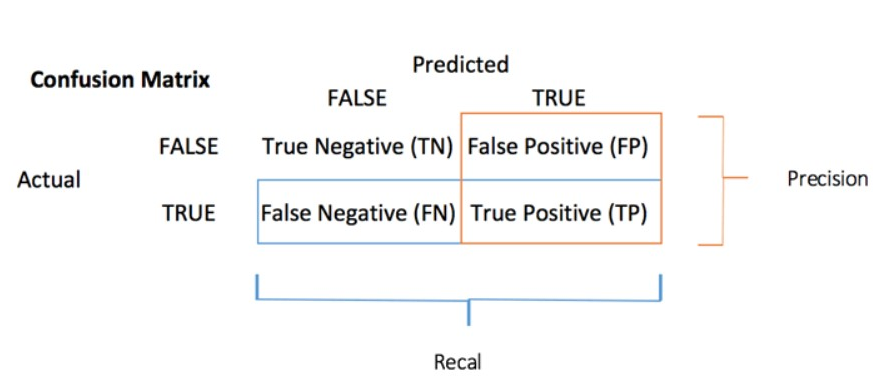 Predicted
Confusion Matrix
FALSE TRUE
FALSE True Negative (TN) False Positive (FP)
Actual Precision
TRUE False Negative (FN) True Positive (TP)
Recal